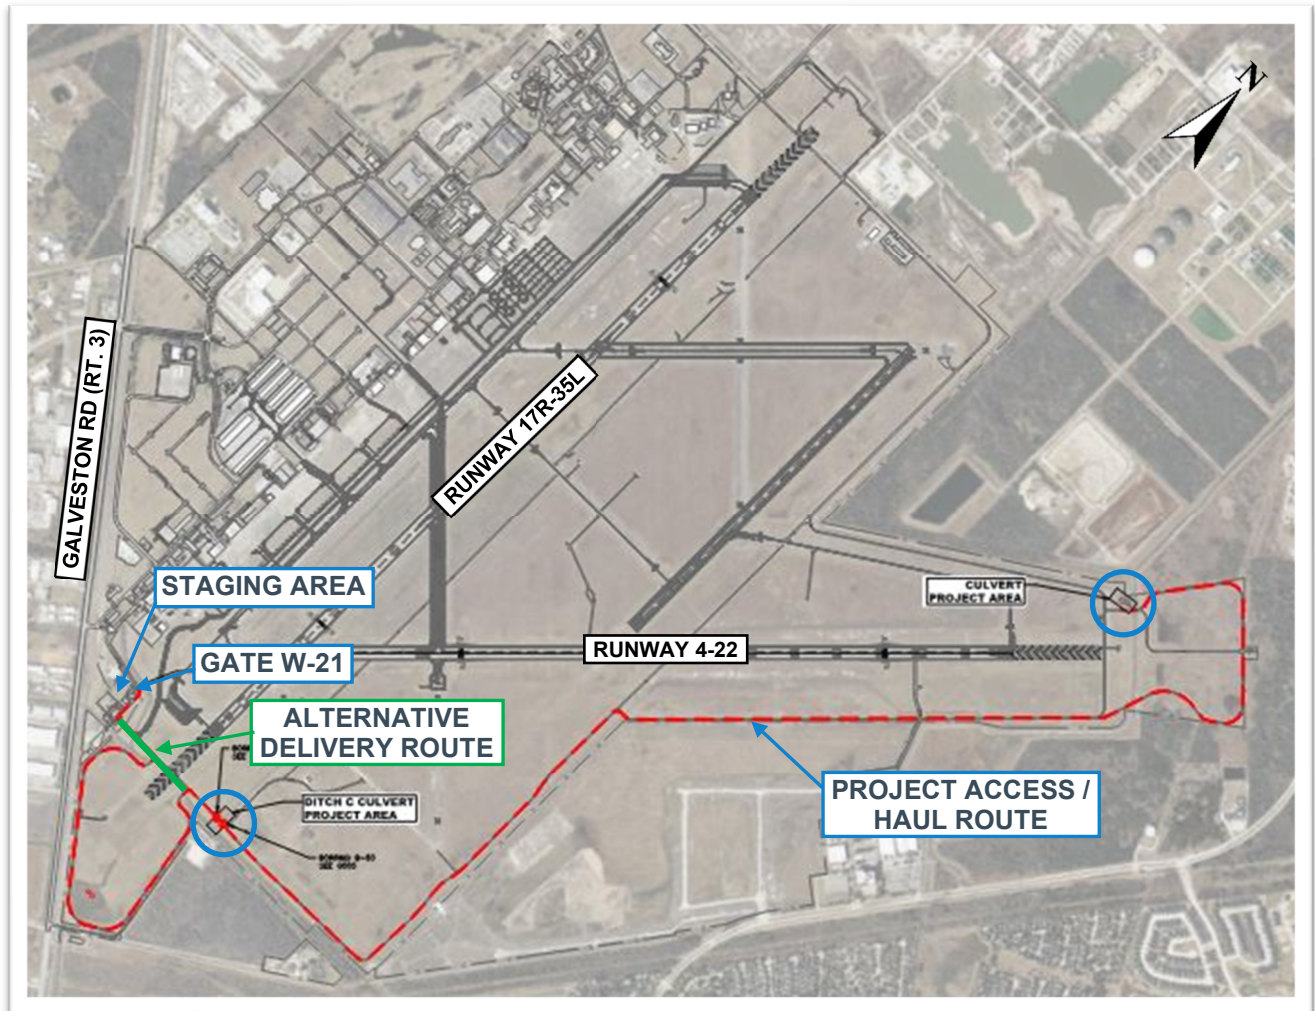 N
GALVESTON RD (RT. 3)
RUNWAY 17R-35L
STAGING AREA
CULVERT
PROJECT AREA
GATE W-21
RUNWAY 4-22
ALTERNATIVE
DELIVERY ROUTE
DITCH C CULVERT
PROJECT AREA
PROJECT ACCESS /
HAUL ROUTE